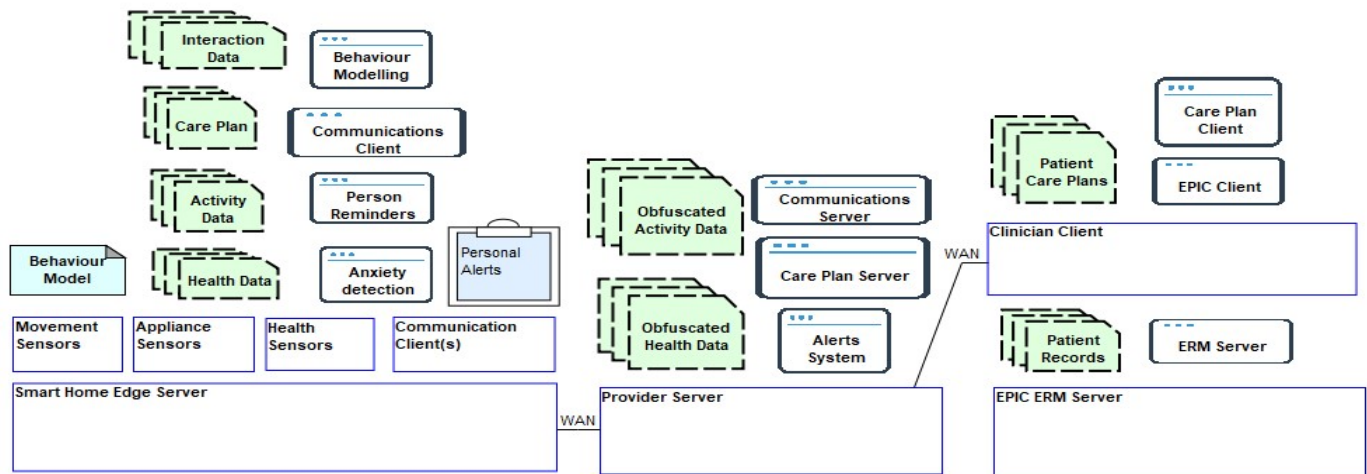 Interaction
Data
Behaviour
Modelling
Care Plan
Communications
Client
Activity
Data
Person
Reminders
Behaviour
Model
Health Data
Anxiety
detection
Personal
Alerts
Movement
Sensors
Appliance
Sensors
Health
Sensors
Communication
Client(s)
Smart Home Edge Server
WAN
Obfuscated
Activity Data
Communications
Server
Care Plan Server
Obfuscated
Health Data
Alerts
System
Provider Server
WAN
Patient
Care Plans
Care Plan
Client
EPIC Client
Clinician Client
Patient
Records
ERM Server
EPIC ERM Server